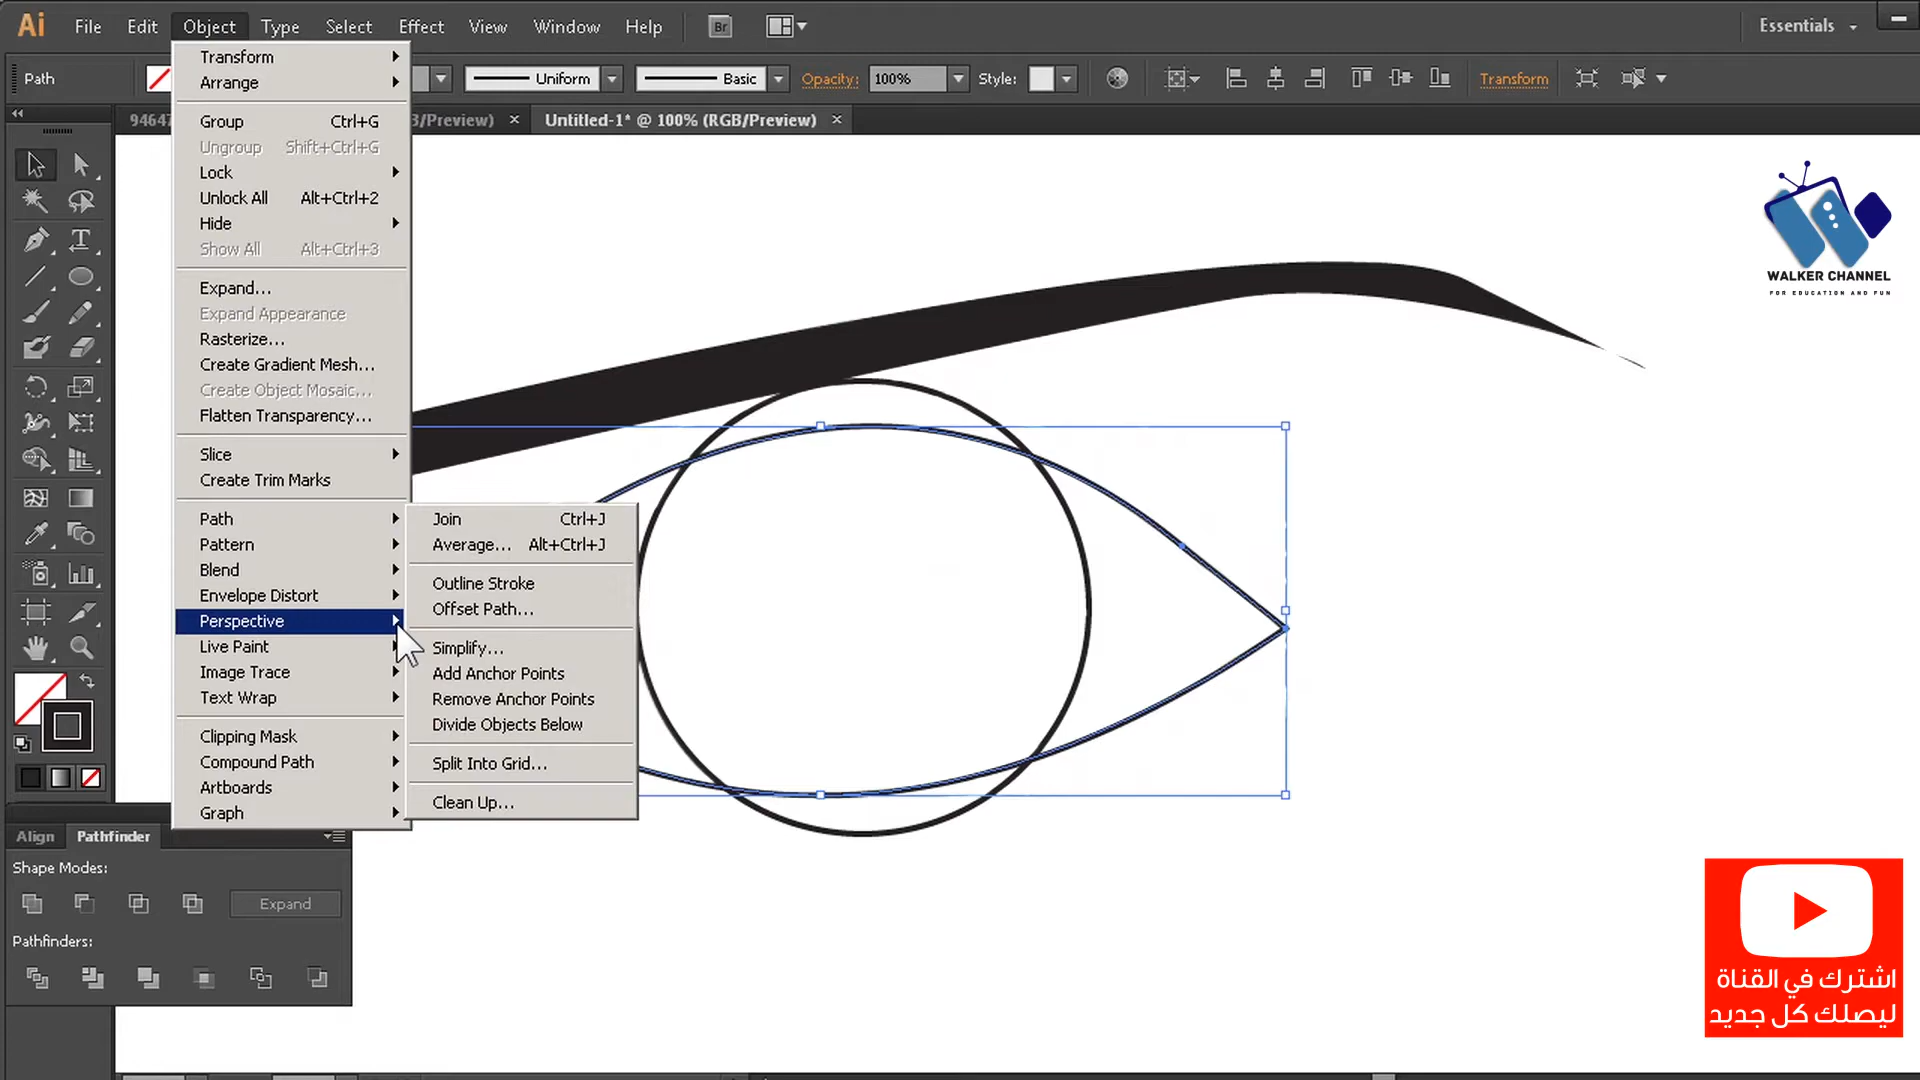 Ai File Edit Object Type Select Effect View Window Help Br Essentials
Path Uniform Basic Opacity: 100% Style: Transform
94647 3/Preview) × Untitled-1* @ 100% (RGB/Preview) ×
Transform
Arrange
Group Ctrl+G
Ungroup Shift+Ctrl+G
Lock
Unlock All Alt+Ctrl+2
Hide
Show All Alt+Ctrl+3
Expand...
Expand Appearance
Rasterize...
Create Gradient Mesh...
Create Object Mosaic...
Flatten Transparency...
Slice
Create Trim Marks
Path
Pattern
Blend
Envelope Distort
Perspective
Live Paint
Image Trace
Text Wrap
Clipping Mask
Compound Path
Artboards
Graph
Join Ctrl+J
Average... Alt+Ctrl+J
Outline Stroke
Offset Path...
Simplify...
Add Anchor Points
Remove Anchor Points
Divide Objects Below
Split Into Grid...
Clean Up...
Align Pathfinder
Shape Modes:
Expand
Pathfinders:
WALKER CHANNEL
FOR EDUCATION AND FUN
اشترك في القناة
ليصلك كل جديد